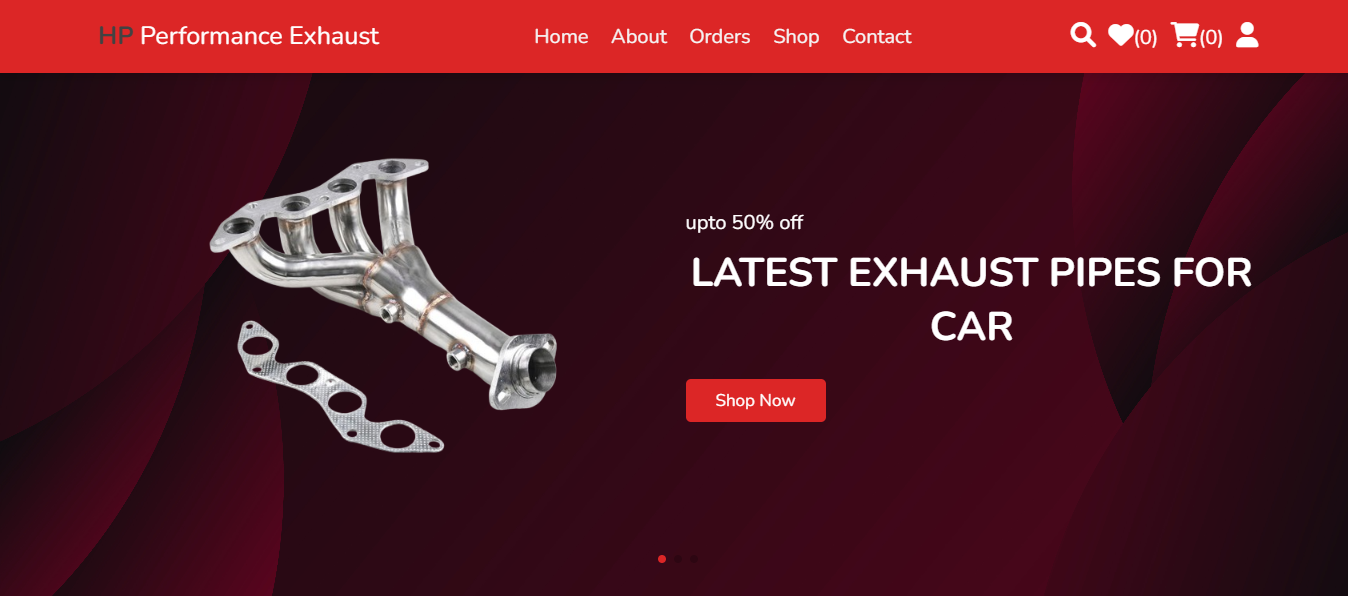 HP Performance Exhaust
Home About Orders Shop Contact
(0) (0)
upto 50% off
LATEST EXHAUST PIPES FOR
CAR
Shop Now